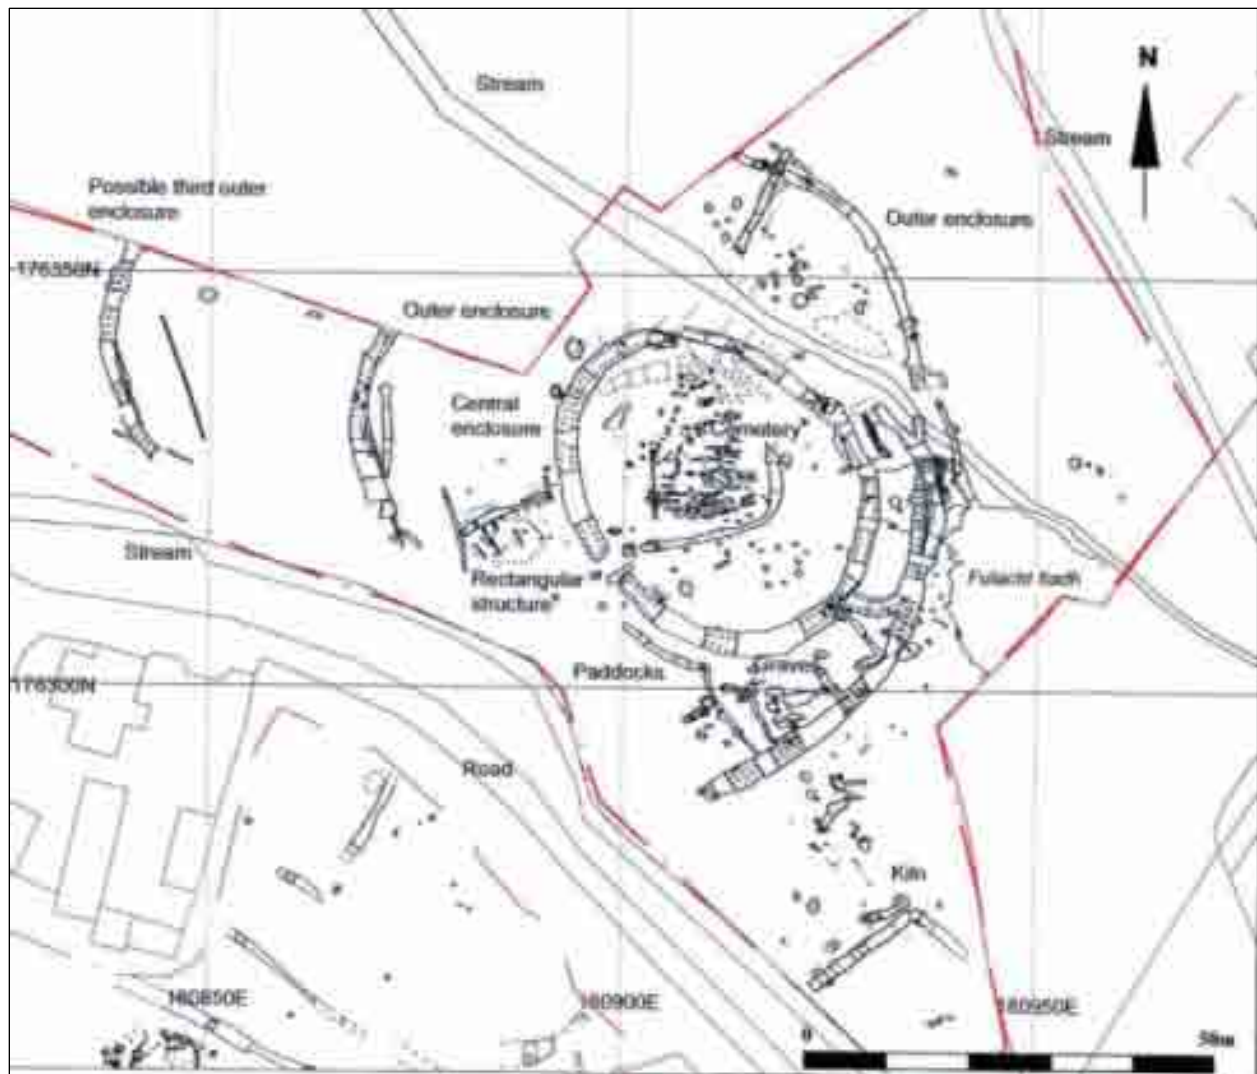 N
Stream
Stream
Possible third outer
enclosure
Outer enclosure
176350N
Outer enclosure
Central
enclosure
Cemetery
Stream
Rectangular
structure
Fulacht fiadh
Paddocks
Graves
176300N
Road
Kiln
160850E
160900E
160950E
0
50m